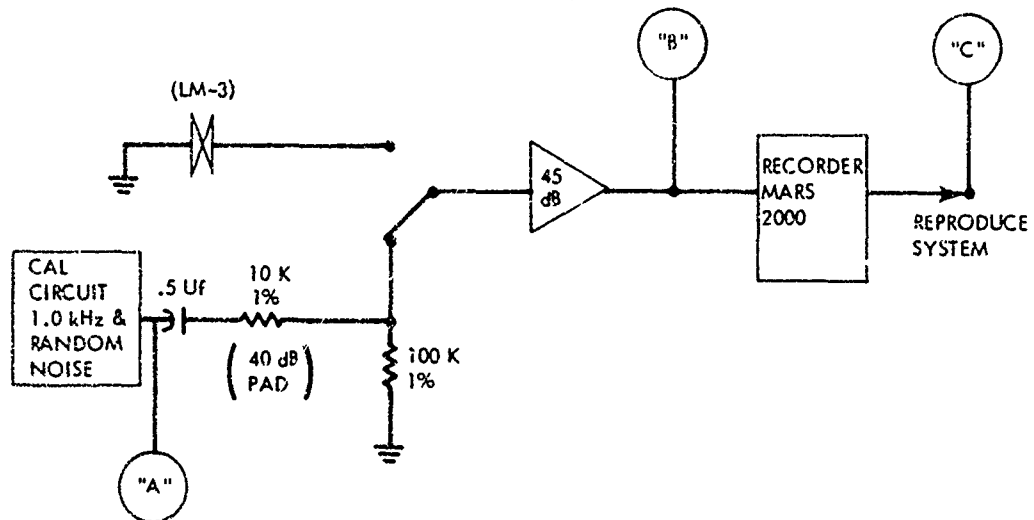 "B"
"C"
(LM-3)
45
dB
RECORDER
MARS
2000
REPRODUCE
SYSTEM
CAL
CIRCUIT
1.0 kHz &
RANDOM
NOISE
.5 Uf
10 K
1%
(40 dB
PAD)
100 K
1%
"A"